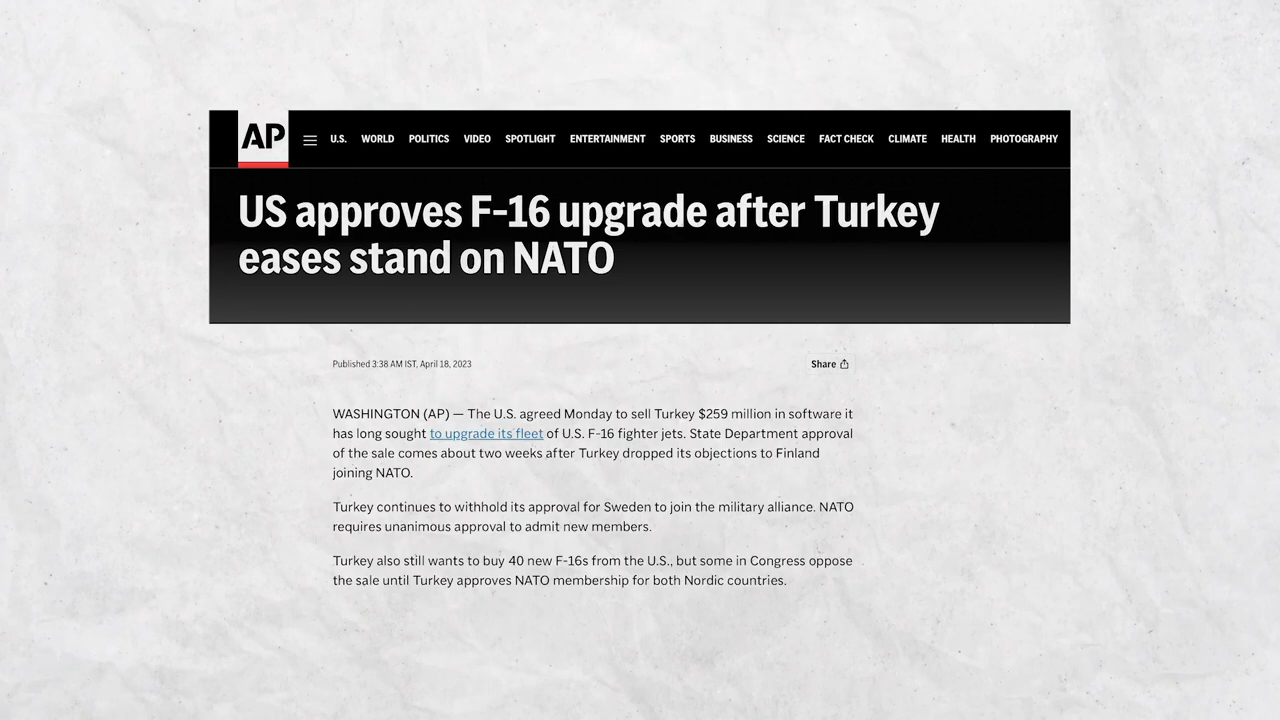 AP
U.S. WORLD POLITICS VIDEO SPOTLIGHT ENTERTAINMENT SPORTS BUSINESS SCIENCE FACT CHECK CLIMATE HEALTH PHOTOGRAPHY
US approves F-16 upgrade after Turkey
eases stand on NATO
Published 3:38 AM IST, April 18, 2023
Share
WASHINGTON (AP) — The U.S. agreed Monday to sell Turkey $259 million in software it
has long sought to upgrade its fleet of U.S. F-16 fighter jets. State Department approval
of the sale comes about two weeks after Turkey dropped its objections to Finland
joining NATO.
Turkey continues to withhold its approval for Sweden to join the military alliance. NATO
requires unanimous approval to admit new members.
Turkey also still wants to buy 40 new F-16s from the U.S., but some in Congress oppose
the sale until Turkey approves NATO membership for both Nordic countries.